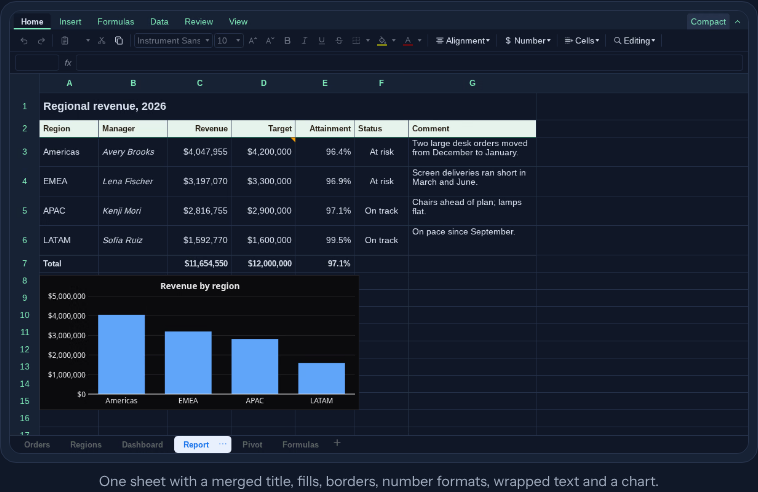 Home Insert Formulas Data Review View Compact
Instrument Sans 10 A A B I U S A Alignment $ Number Cells Editing
fx
A B C D E F G
1 Regional revenue, 2026
2 Region Manager Revenue Target Attainment Status Comment
3 Americas Avery Brooks $4,047,955 $4,200,000 96.4% At risk Two large desk orders moved
from December to January.
4 EMEA Lena Fischer $3,197,070 $3,300,000 96.9% At risk Screen deliveries ran short in
March and June.
5 APAC Kenji Mori $2,816,755 $2,900,000 97.1% On track Chairs ahead of plan; lamps
flat.
6 LATAM Sofia Ruiz $1,592,770 $1,600,000 99.5% On track On pace since September.
7 Total $11,654,550 $12,000,000 97.1%
8
9
10
11
12
13
14
15
16
17
Revenue by region
$5,000,000
$4,000,000
$3,000,000
$2,000,000
$1,000,000
$0
Americas EMEA APAC LATAM
Orders Regions Dashboard Report ... Pivot Formulas +
One sheet with a merged title, fills, borders, number formats, wrapped text and a chart.